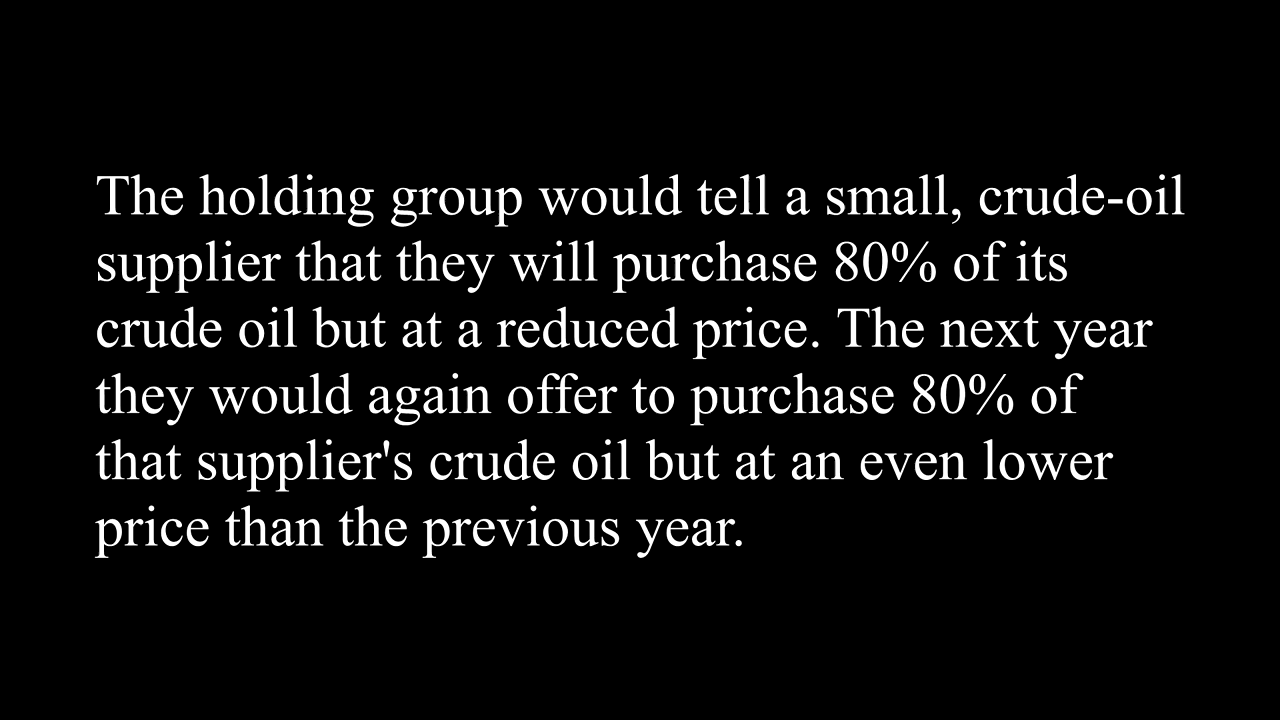 The holding group would tell a small, crude-oil
supplier that they will purchase 80% of its
crude oil but at a reduced price. The next year
they would again offer to purchase 80% of
that supplier's crude oil but at an even lower
price than the previous year.